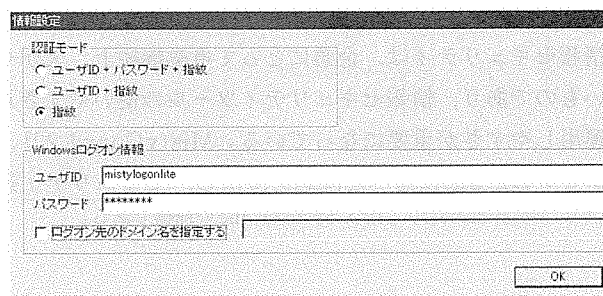 情報設定
認証モード
ユーザID + パスワード + 指紋
ユーザID + 指紋
指紋
Windowsログオン情報
ユーザID mistylogonlite
パスワード ********
ログオン先のドメイン名を指定する
OK